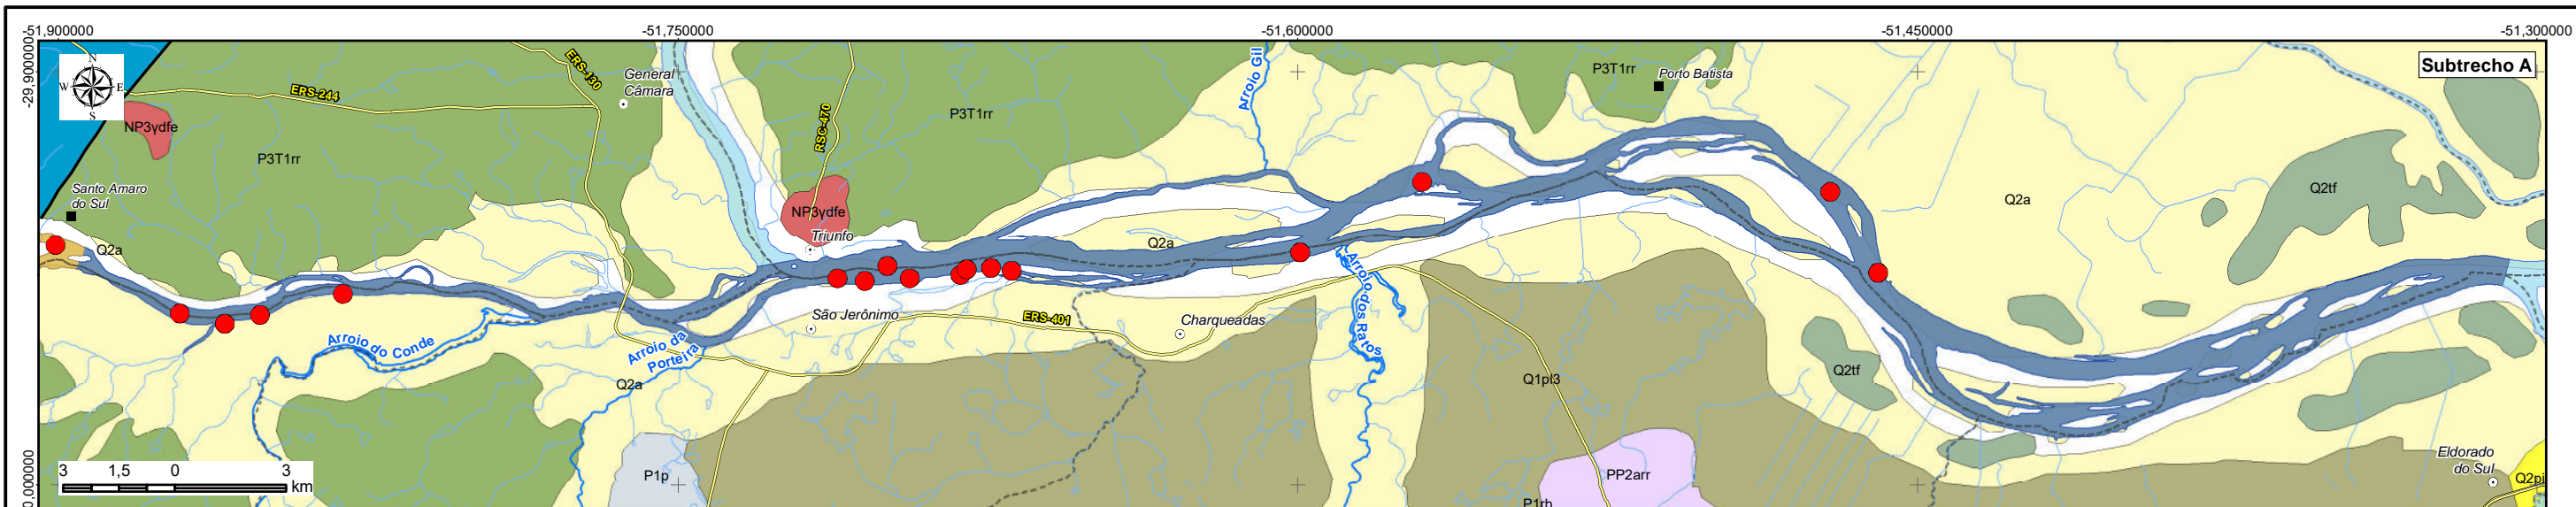 -51,900000
-51,750000
-51,600000
-51,450000
-51,300000
-29,900000
Subtrecho A
N
W
E
S
ERS-244
ERS-130
General
Câmara
RSC-470
Arroio Gil
P3T1rr
Porto Batista
NP3γdfe
P3T1rr
P3T1rr
Santo Amaro
do Sul
Q2a
NP3γdfe
Triunfo
Q2a
Q2a
Q2tf
Arroio do Conde
Arroio da
Porteira
São Jerônimo
ERS-401
Charqueadas
Arroio dos Ratos
Q2a
Q1pl3
Q2tf
3
1,5
0
3
km
P1p
PP2arr
P1rb
Eldorado
do Sul